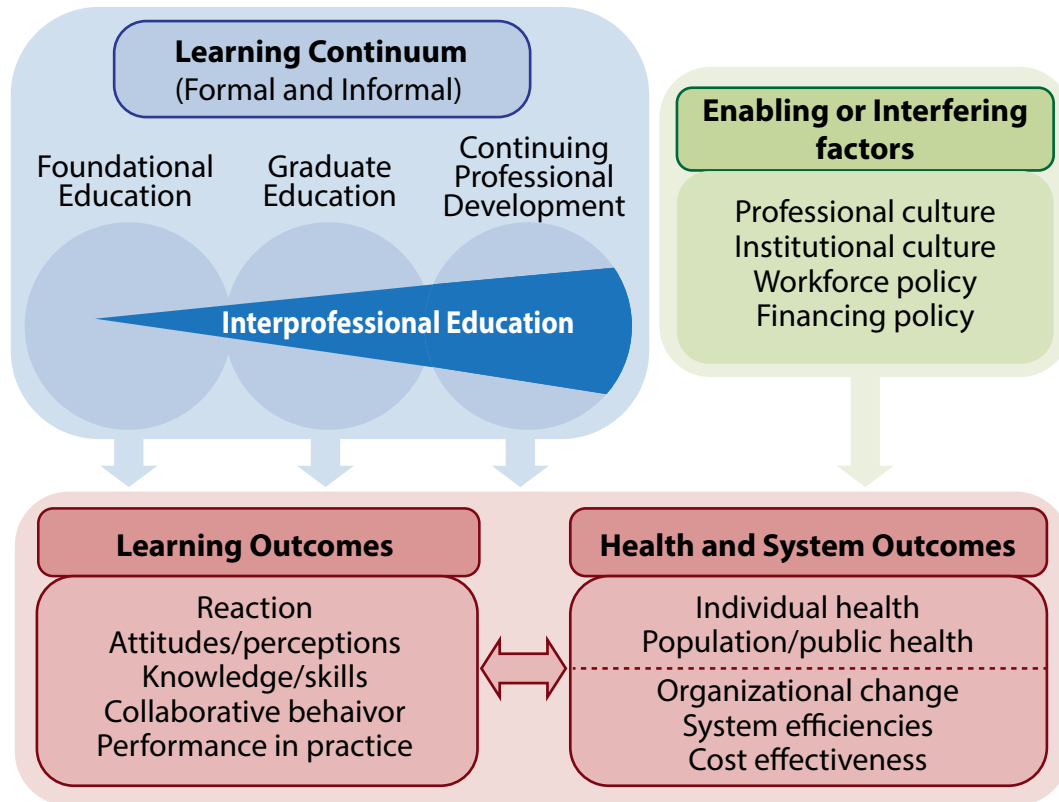 Learning Continuum
(Formal and Informal)
Foundational
Education
Graduate
Education
Continuing
Professional
Development
Interprofessional Education
Enabling or Interfering
factors
Professional culture
Institutional culture
Workforce policy
Financing policy
Learning Outcomes
Reaction
Attitudes/perceptions
Knowledge/skills
Collaborative behaivor
Performance in practice
Health and System Outcomes
Individual health
Population/public health
Organizational change
System efficiencies
Cost effectiveness